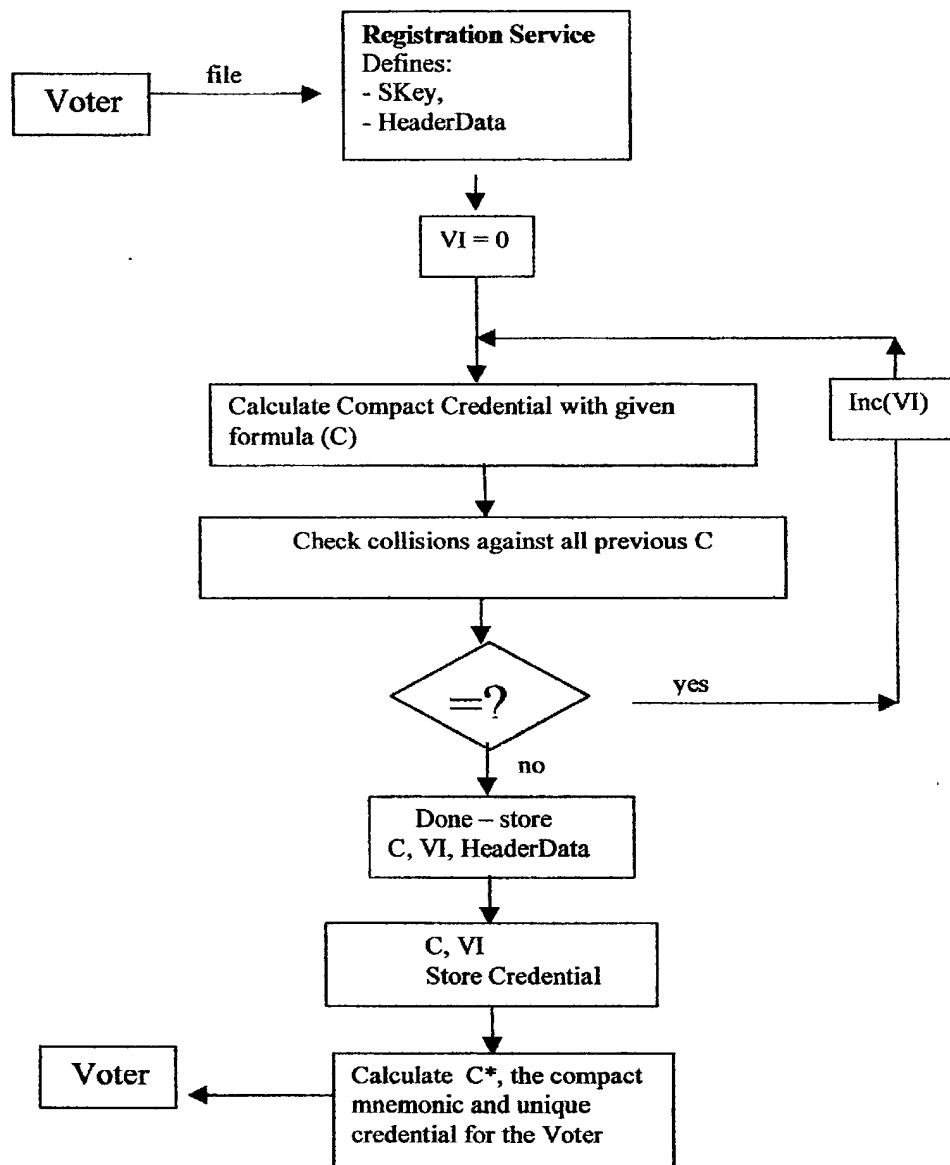 Registration Service
Defines:
- SKey,
- HeaderData
Voter
file
VI = 0
Calculate Compact Credential with given
formula (C)
Inc(VI)
Check collisions against all previous C
=?
yes
no
Done – store
C, VI, HeaderData
C, VI
Store Credential
Voter
Calculate C*, the compact
mnemonic and unique
credential for the Voter